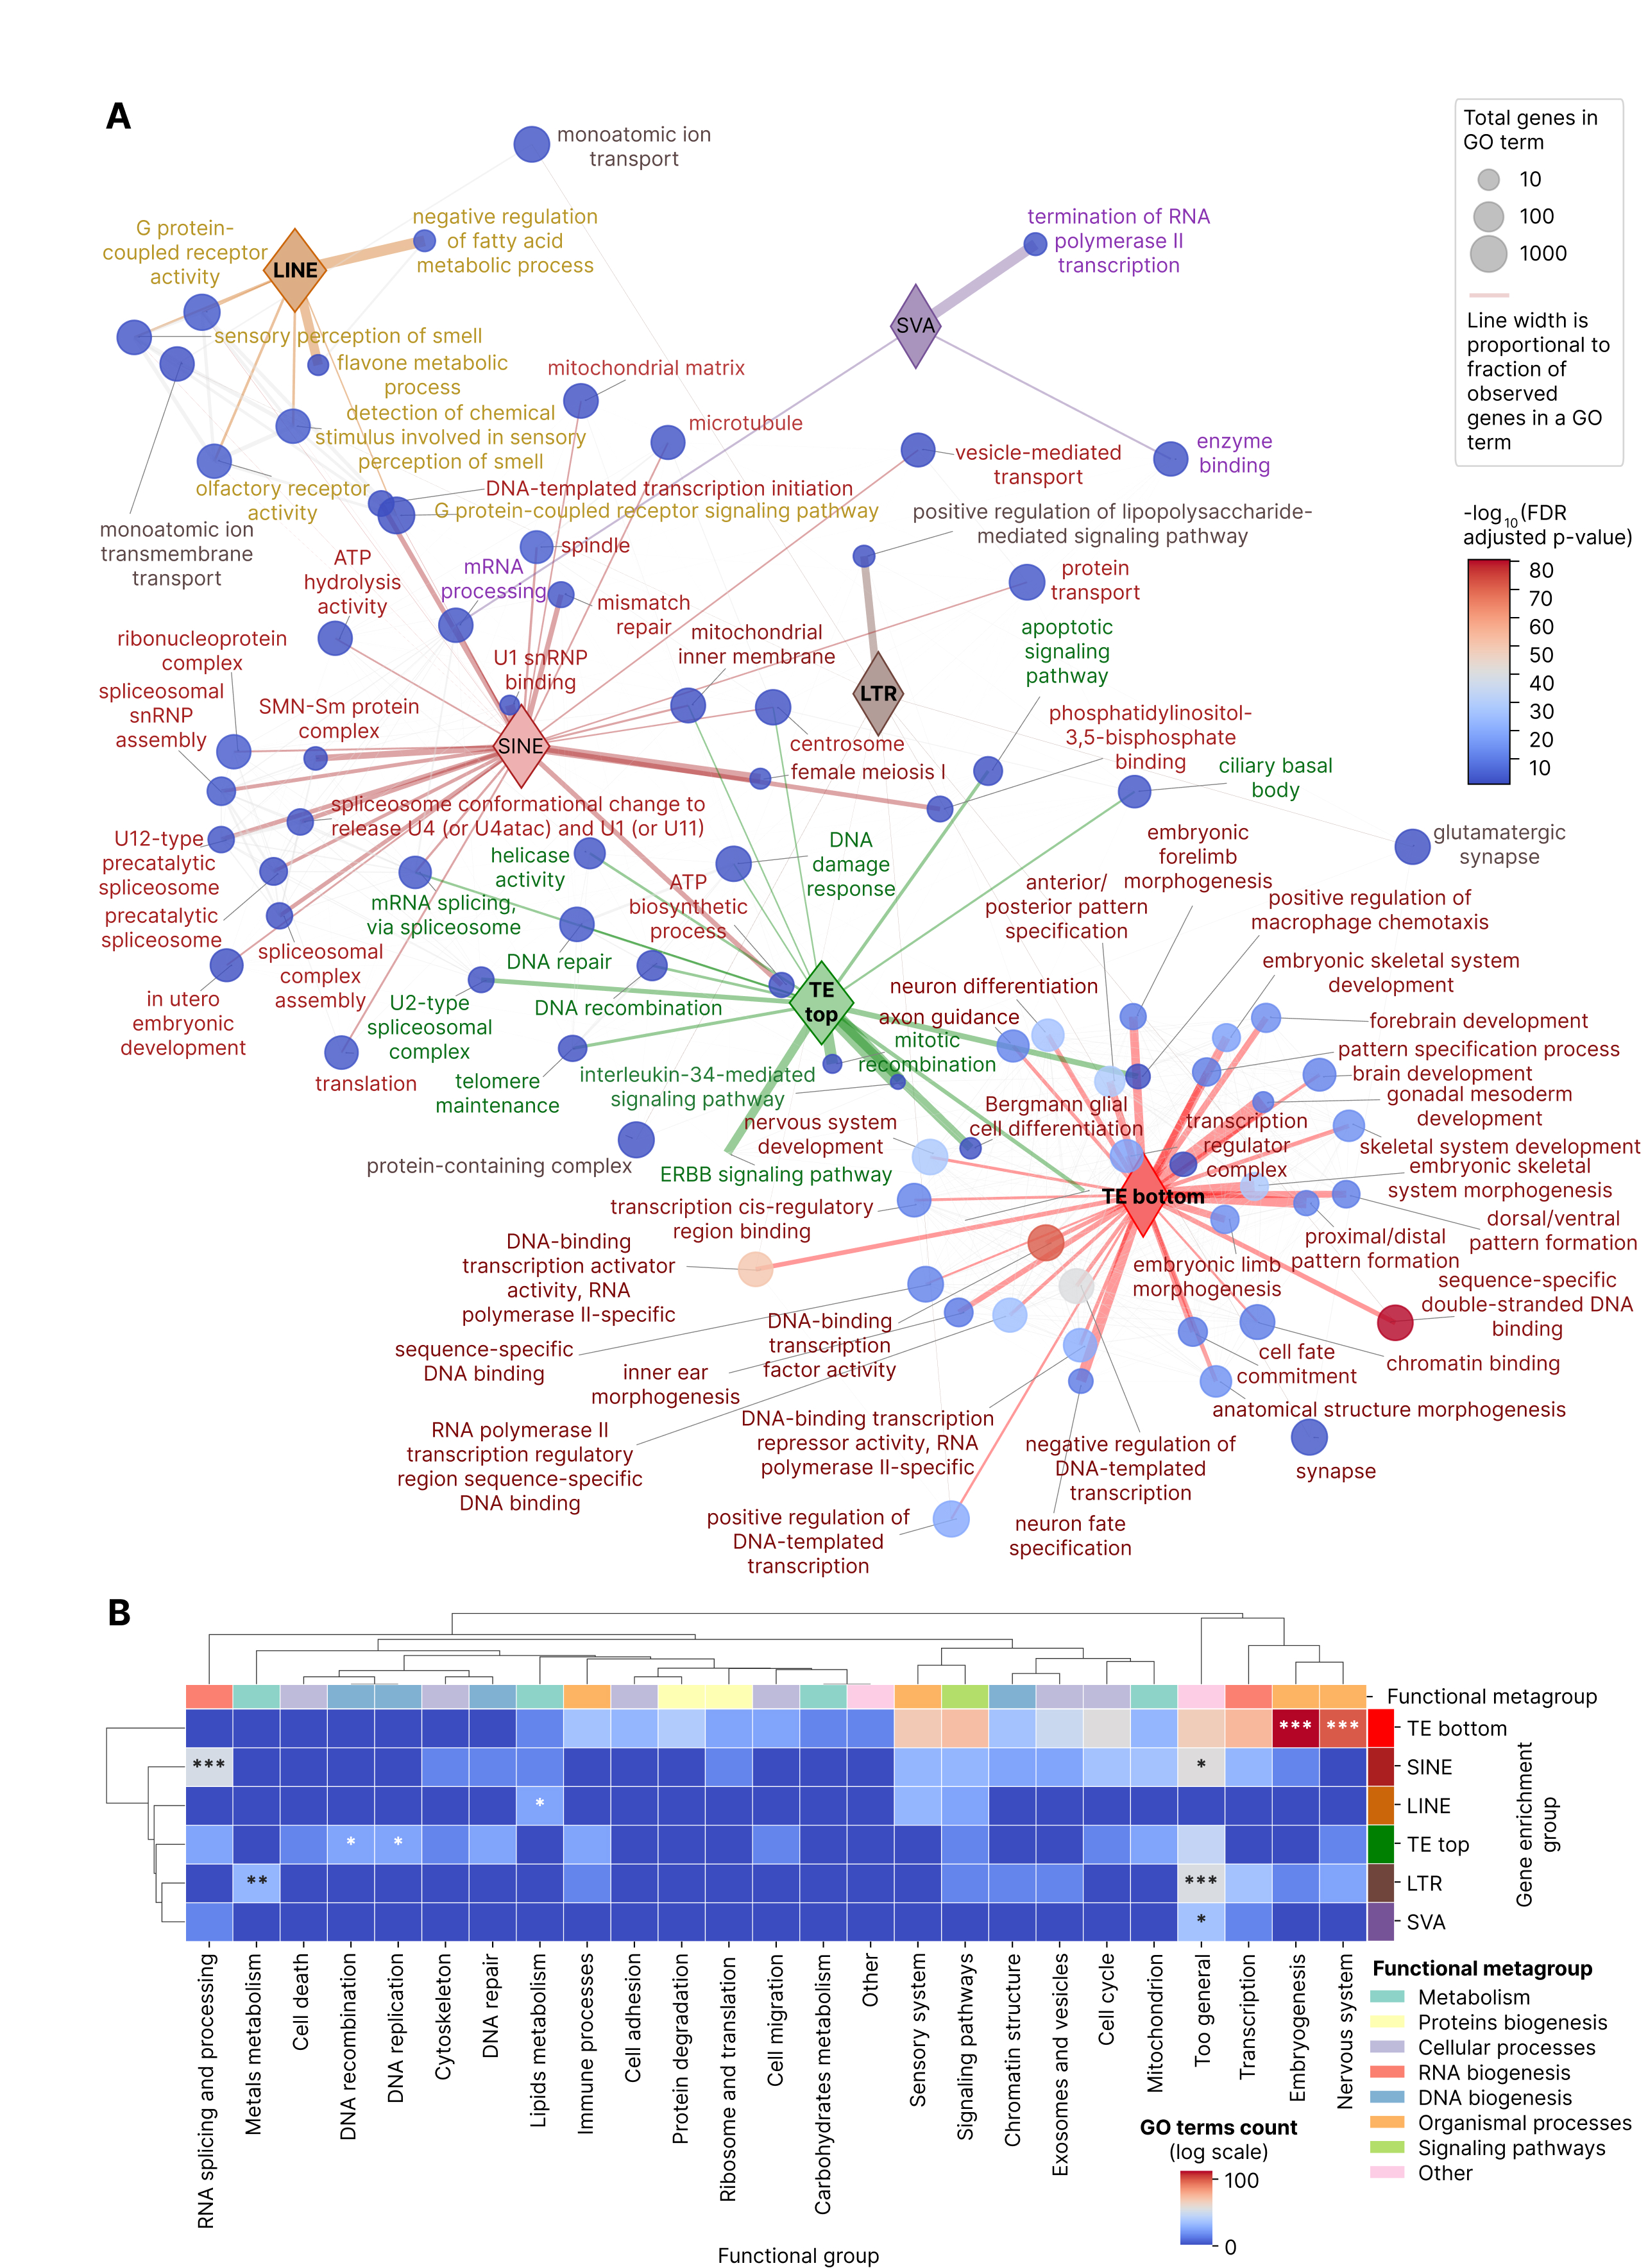 A
monoatomic ion
transport
Total genes in
GO term
10
100
1000
Line width is
proportional to
fraction of
observed
genes in a GO
term
G protein-
coupled receptor
activity
LINE
negative regulation
of fatty acid
metabolic process
termination of RNA
polymerase II
transcription
SVA
sensory perception of smell
flavone metabolic
process
mitochondrial matrix
detection of chemical
stimulus involved in sensory
perception of smell
microtubule
vesicle-mediated
transport
enzyme
binding
olfactory receptor
activity
DNA-templated transcription initiation
G protein-coupled receptor signaling pathway
positive regulation of lipopolysaccharide-
mediated signaling pathway
-log10(FDR
adjusted p-value)
80
70
60
50
40
30
20
10
monoatomic ion
transmembrane
transport
ATP
hydrolysis
activity
spindle
mRNA
processing
mismatch
repair
protein
transport
ribonucleoprotein
complex
mitochondrial
inner membrane
apoptotic
signaling
pathway
U1 snRNP
binding
LTR
spliceosomal
snRNP
assembly
SMN-Sm protein
complex
SINE
centrosome
phosphatidylinositol-
3,5-bisphosphate
binding
female meiosis I
ciliary basal
body
spliceosome conformational change to
release U4 (or U4atac) and U1 (or U11)
U12-type
precatalytic
spliceosome
helicase
activity
DNA
damage
response
embryonic
forelimb
morphogenesis
glutamatergic
synapse
precatalytic
spliceosome
mRNA splicing,
via spliceosome
ATP
biosynthetic
process
anterior/
posterior pattern
specification
positive regulation of
macrophage chemotaxis
spliceosomal
complex
assembly
DNA repair
embryonic skeletal system
development
in utero
embryonic
development
U2-type
spliceosomal
complex
DNA recombination
TE
top
neuron differentiation
axon guidance
forebrain development
mitotic
recombination
pattern specification process
brain development
translation
telomere
maintenance
interleukin-34-mediated
signaling pathway
gonadal mesoderm
development
Bergmann glial
cell differentiation
transcription
regulator
complex
nervous system
development
skeletal system development
protein-containing complex
ERBB signaling pathway
embryonic skeletal
system morphogenesis
TE bottom
transcription cis-regulatory
region binding
dorsal/ventral
pattern formation
proximal/distal
pattern formation
DNA-binding
transcription activator
activity, RNA
polymerase II-specific
embryonic limb
morphogenesis
sequence-specific
double-stranded DNA
binding
DNA-binding
transcription
factor activity
sequence-specific
DNA binding
inner ear
morphogenesis
cell fate
commitment
chromatin binding
anatomical structure morphogenesis
RNA polymerase II
transcription regulatory
region sequence-specific
DNA binding
DNA-binding transcription
repressor activity, RNA
polymerase II-specific
negative regulation of
DNA-templated
transcription
synapse
positive regulation of
DNA-templated
transcription
neuron fate
specification
B
Functional metagroup
*** *** TE bottom
*** * SINE
* LINE
* * TE top
** *** LTR
* SVA
Gene enrichment
group
RNA splicing and processing
Metals metabolism
Cell death
DNA recombination
DNA replication
Cytoskeleton
DNA repair
Lipids metabolism
Immune processes
Cell adhesion
Protein degradation
Ribosome and translation
Cell migration
Carbohydrates metabolism
Other
Sensory system
Signaling pathways
Chromatin structure
Exosomes and vesicles
Cell cycle
Mitochondrion
Too general
Transcription
Embryogenesis
Nervous system
Functional group
Functional metagroup
Metabolism
Proteins biogenesis
Cellular processes
RNA biogenesis
DNA biogenesis
Organismal processes
Signaling pathways
Other
GO terms count
(log scale)
100
0